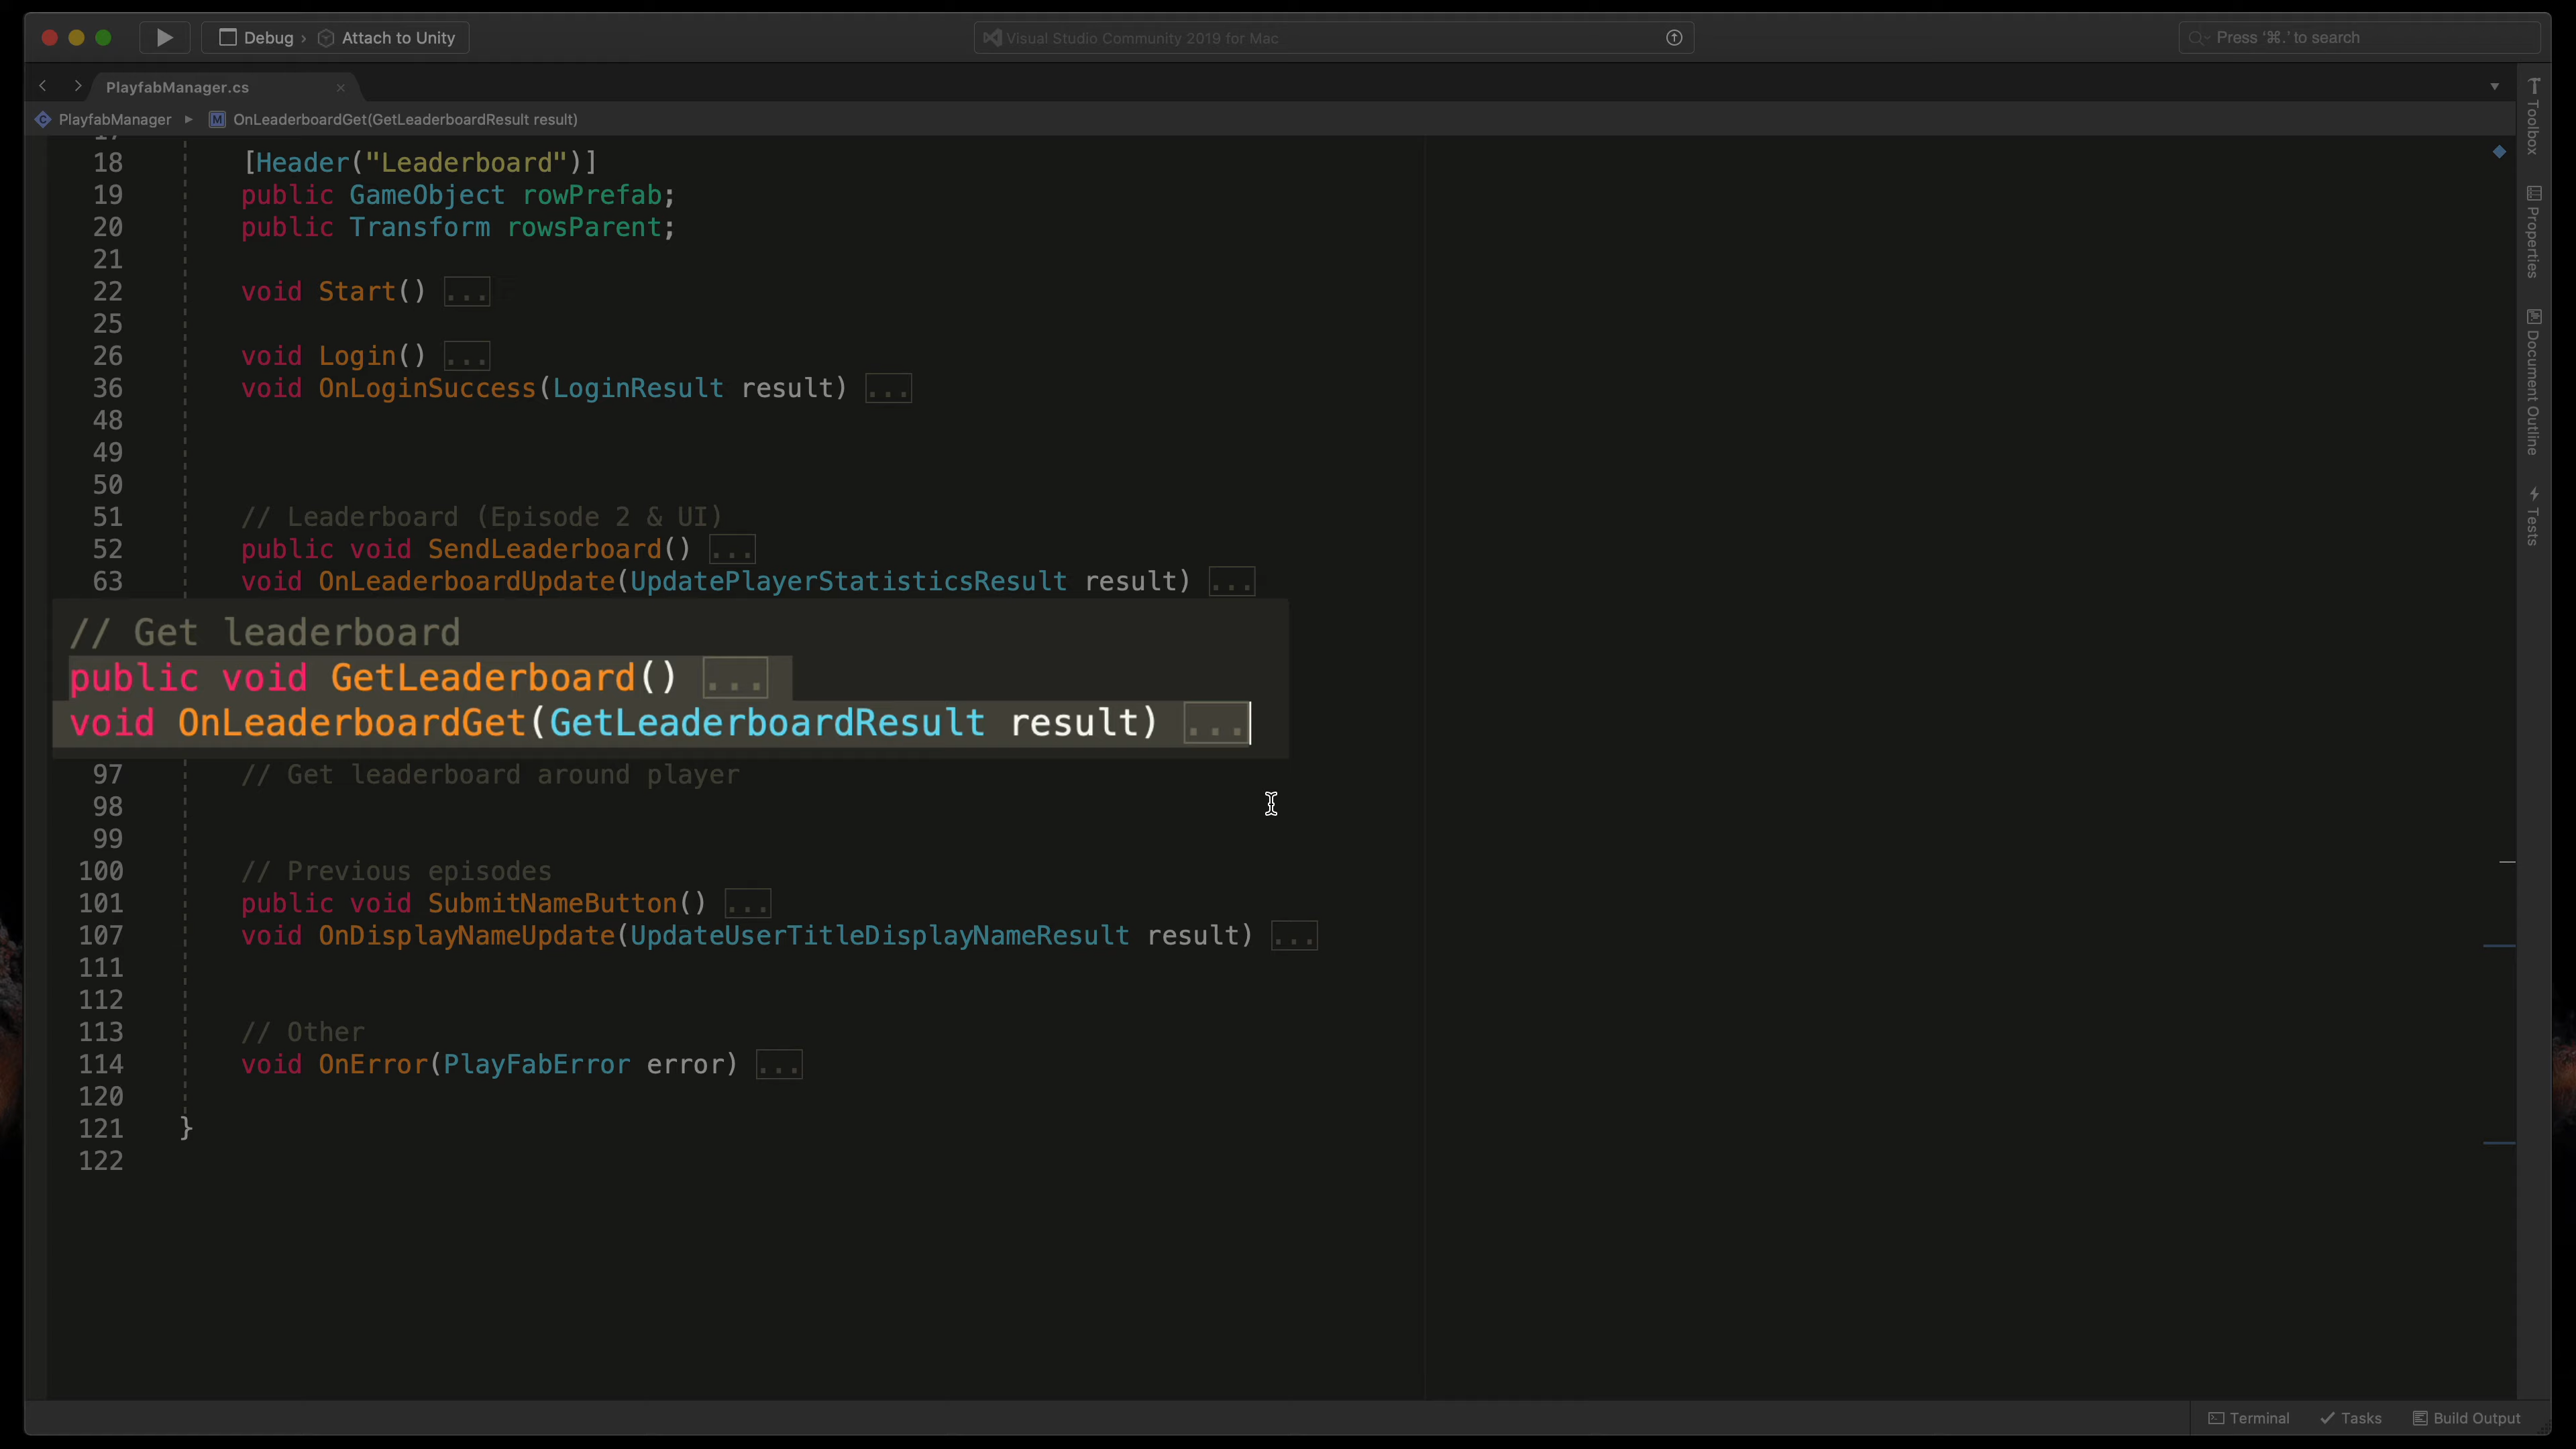 Debug › Attach to Unity
Visual Studio Community 2019 for Mac
Press '⌘.' to search
PlayfabManager.cs
PlayfabManager ▸ M OnLeaderboardGet(GetLeaderboardResult result)
18 [Header("Leaderboard")]
19 public GameObject rowPrefab;
20 public Transform rowsParent;
21
22 void Start() ...
25
26 void Login() ...
36 void OnLoginSuccess(LoginResult result) ...
48
49
50
51 // Leaderboard (Episode 2 & UI)
52 public void SendLeaderboard() ...
63 void OnLeaderboardUpdate(UpdatePlayerStatisticsResult result) ...
// Get leaderboard
public void GetLeaderboard() ...
void OnLeaderboardGet(GetLeaderboardResult result) ...
97 // Get leaderboard around player
98
99
100 // Previous episodes
101 public void SubmitNameButton() ...
107 void OnDisplayNameUpdate(UpdateUserTitleDisplayNameResult result) ...
111
112
113 // Other
114 void OnError(PlayFabError error) ...
120
121 }
122
Toolbox
Properties
Document Outline
Tests
Terminal
Tasks
Build Output